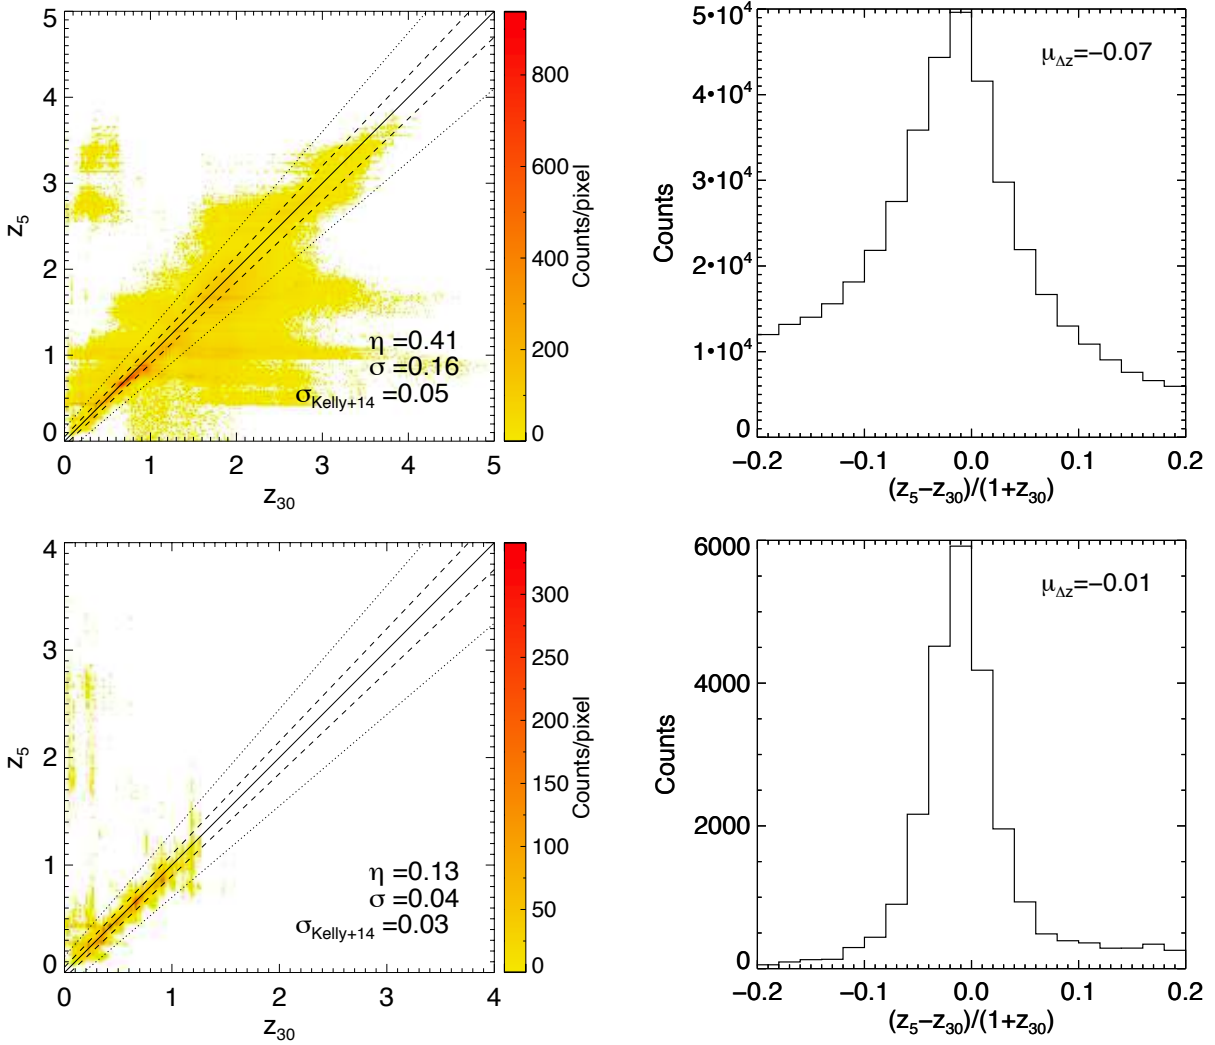 5
4
3
2
1
0
z₅
0 1 2 3 4 5
z₃₀
η =0.41
σ =0.16
σKelly+14 =0.05
800
600
400
200
0
Counts/pixel
5•10⁴
4•10⁴
3•10⁴
2•10⁴
1•10⁴
0
Counts
μΔz=−0.07
−0.2 −0.1 0.0 0.1 0.2
(z₅−z₃₀)/(1+z₃₀)
4
3
2
1
0
z₅
0 1 2 3 4
z₃₀
η =0.13
σ =0.04
σKelly+14 =0.03
300
250
200
150
100
50
0
Counts/pixel
6000
4000
2000
0
Counts
μΔz=−0.01
−0.2 −0.1 0.0 0.1 0.2
(z₅−z₃₀)/(1+z₃₀)